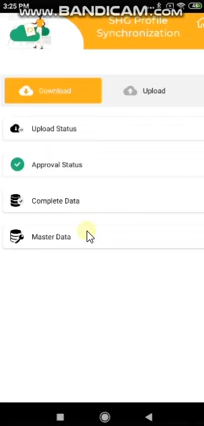 3:25 PM
www.BANDICAM.com
SHG Profile
Synchronization
Download
Upload
Upload Status
Approval Status
Complete Data
Master Data